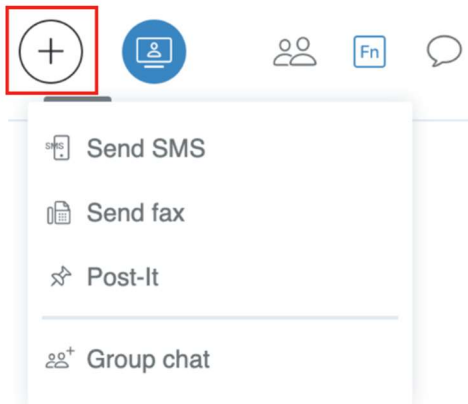 Fn
SMS
Send SMS
Send fax
Post-It
Group chat